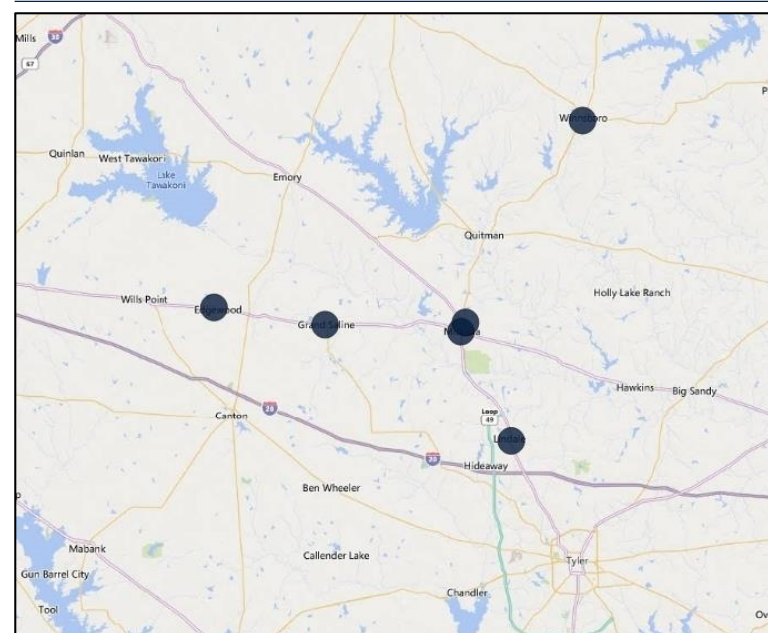 Mills
30
67
Winnsboro
Quinlan
West Tawakoni
Lake
Tawakoni
Emory
Quitman
Holly Lake Ranch
Wills Point
Edgewood
Grand Saline
Hawkins
Big Sandy
20
Canton
Loop
49
Lindale
20
Hideaway
Ben Wheeler
Mabank
Callender Lake
Tyler
Gun Barrel City
Chandler
Tool